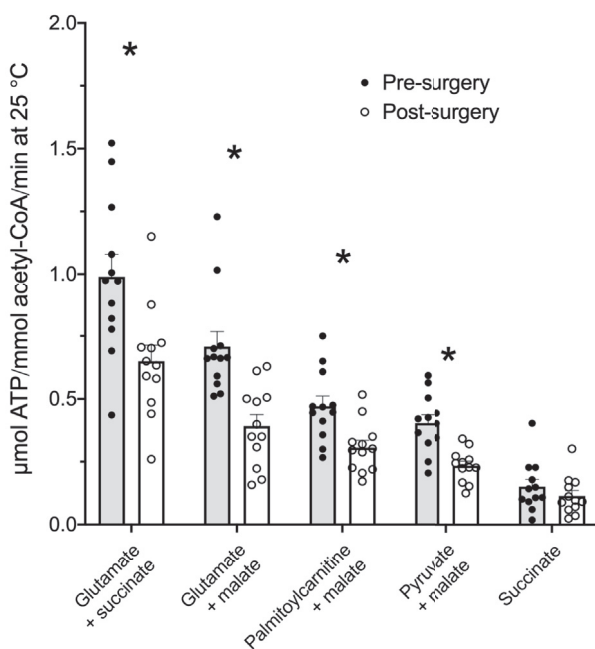 μmol ATP/mmol acetyl-CoA/min at 25 °C
2.0
1.5
1.0
0.5
0.0
Pre-surgery
Post-surgery
*
*
*
*
Glutamate
+ succinate
Glutamate
+ malate
Palmitoylcarnitine
+ malate
Pyruvate
+ malate
Succinate